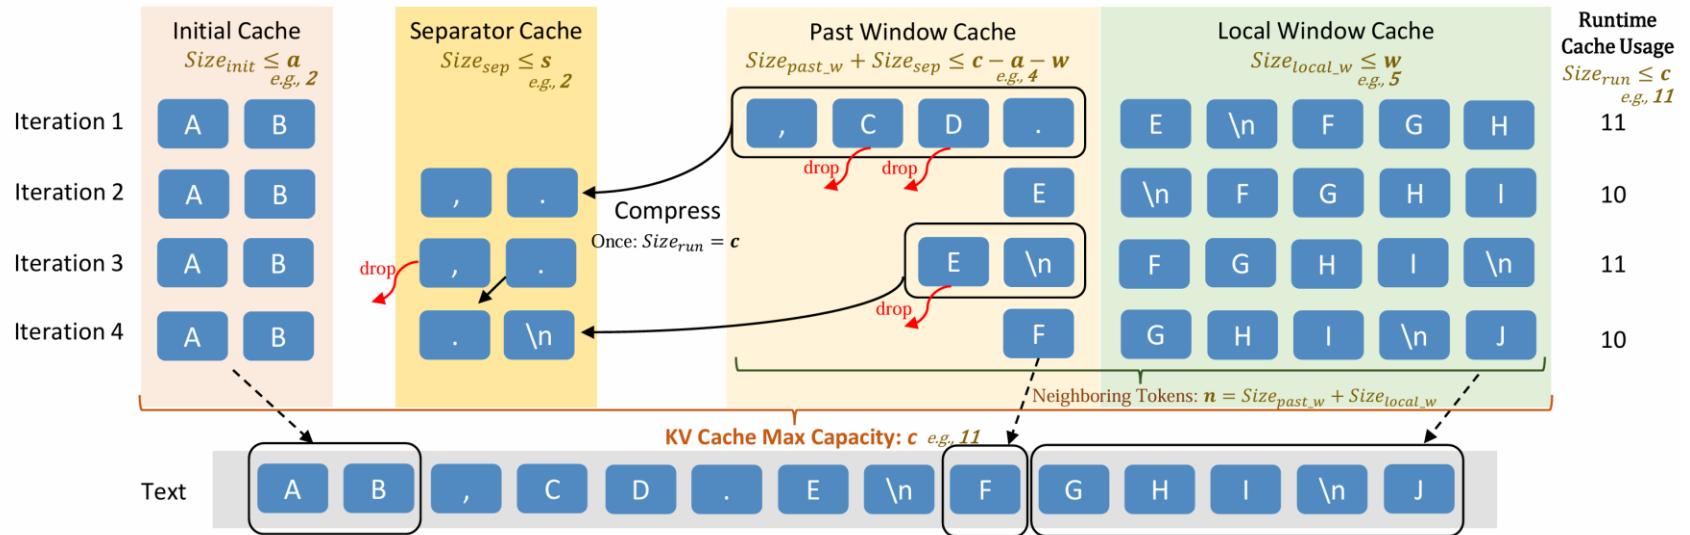 Initial Cache
Size_init ≤ a
e.g., 2
Separator Cache
Size_sep ≤ s
e.g., 2
Past Window Cache
Size_past_w + Size_sep ≤ c − a − w
e.g., 4
Local Window Cache
Size_local_w ≤ w
e.g., 5
Runtime
Cache Usage
Size_run ≤ c
e.g., 11
Iteration 1
A B
, C D .
E \n F G H
11
drop drop
Iteration 2
A B
, .
E
\n F G H I
10
Compress
Once: Size_run = c
Iteration 3
A B
, .
E \n
F G H I \n
11
drop
drop
Iteration 4
A B
. \n
F
G H I \n J
10
Neighboring Tokens: n = Size_past_w + Size_local_w
KV Cache Max Capacity: c e.g., 11
Text
A B , C D . E \n F G H I \n J